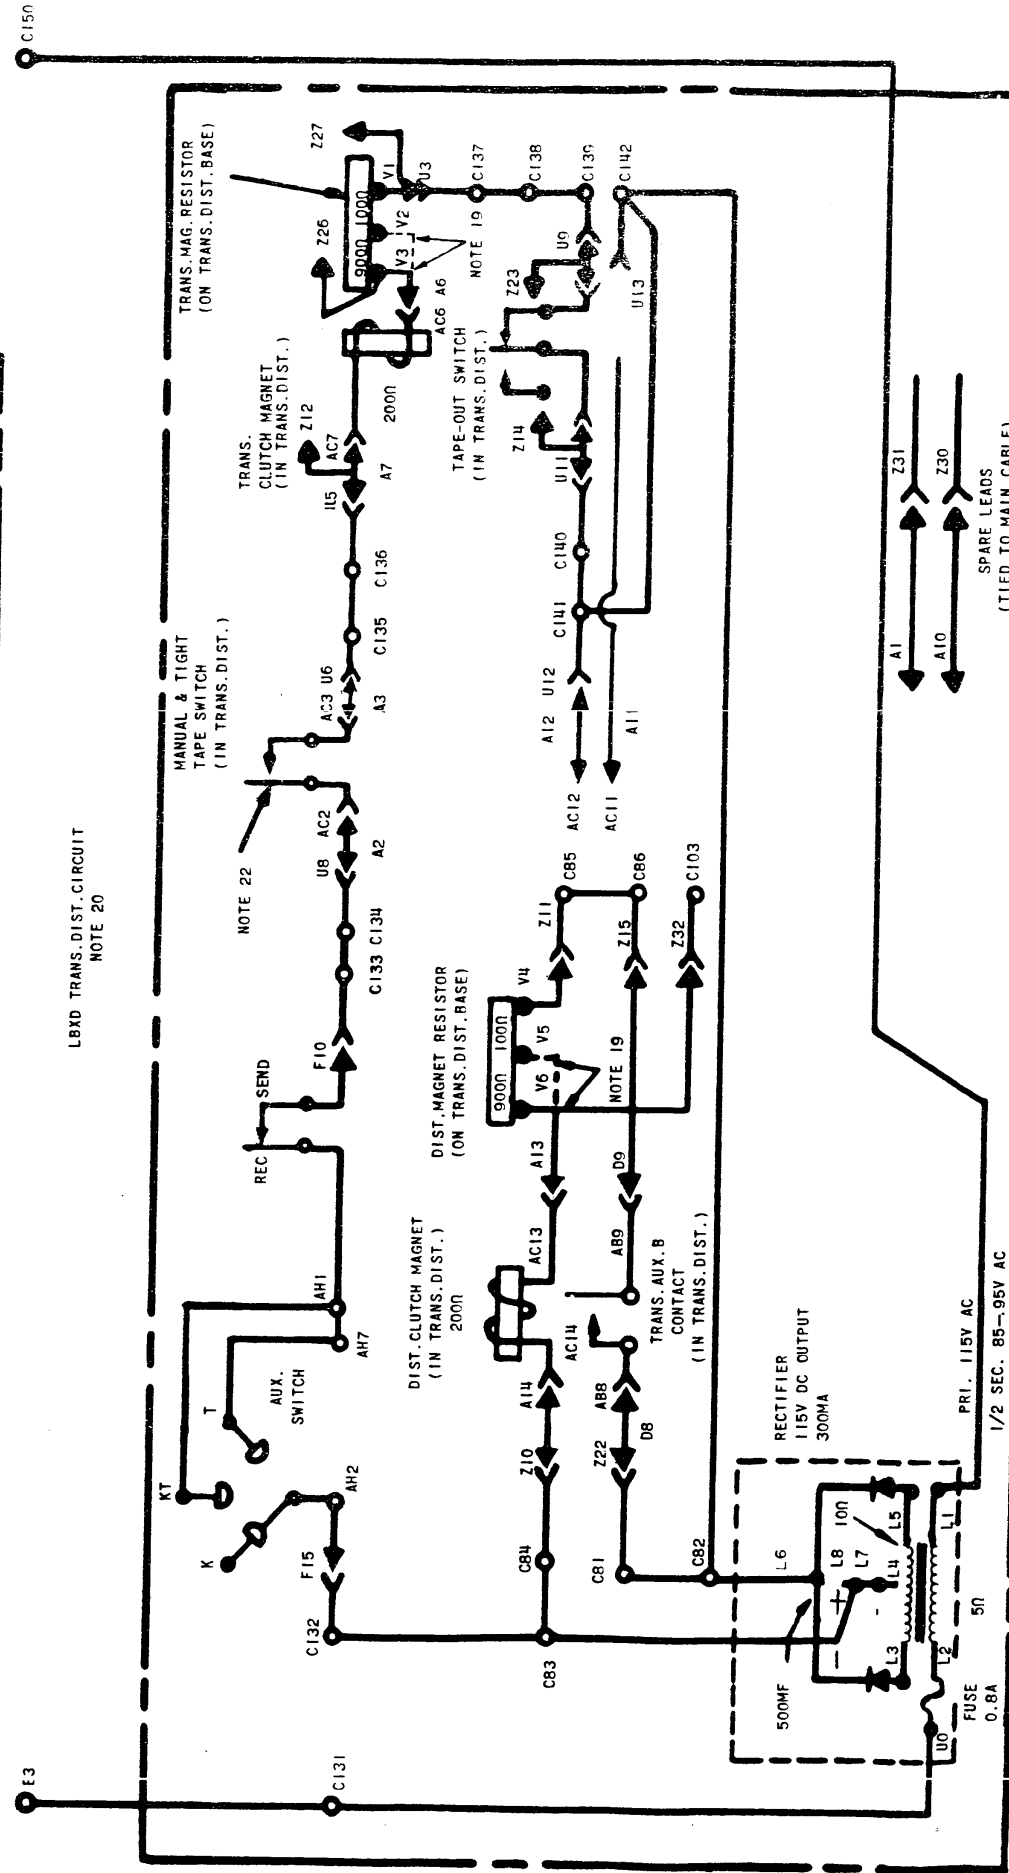 LBXD TRANS.DIST.CIRCUIT
NOTE 20
E3
C150
C131
TRANS.MAG.RESISTOR
(ON TRANS.DIST.BASE)
MANUAL & TIGHT
TAPE SWITCH
(IN TRANS.DIST.)
TRANS.
CLUTCH MAGNET
(IN TRANS.DIST.)
NOTE 22
KT
T
K
AUX.
SWITCH
AH1
AH7
AH2
F15
C132
REC
SEND
F10
C133
C134
U8
AC2
A2
AC3
U6
A3
C135
C136
AC7
A7
Z12
200Ω
AC6
A6
Z26
Z27
900Ω
100Ω
V3
V2
V1
U3
NOTE 19
C137
C138
C139
C142
DIST.CLUTCH MAGNET
(IN TRANS.DIST.)
200Ω
DIST.MAGNET RESISTOR
(ON TRANS.DIST.BASE)
900Ω
100Ω
V4
V5
V6
NOTE 19
TAPE-OUT SWITCH
(IN TRANS.DIST.)
Z14
Z23
U11
U9
U13
C140
C141
U12
A12
AC12
A11
AC11
C83
C84
Z10
A14
AC14
AC13
A13
Z11
C85
Z15
C86
Z32
C103
C81
Z22
D8
AB8
AB9
D9
TRANS.AUX.B
CONTACT
(IN TRANS.DIST.)
C82
RECTIFIER
115V DC OUTPUT
300MA
500MF
L6
L8
L7
L4
L3
L5
10Ω
L2
L1
U0
5Ω
FUSE
0.8A
PRI. 115V AC
1/2 SEC. 85-.95V AC
A1
Z31
A10
Z30
SPARE LEADS
(TIED TO MAIN CABLE)